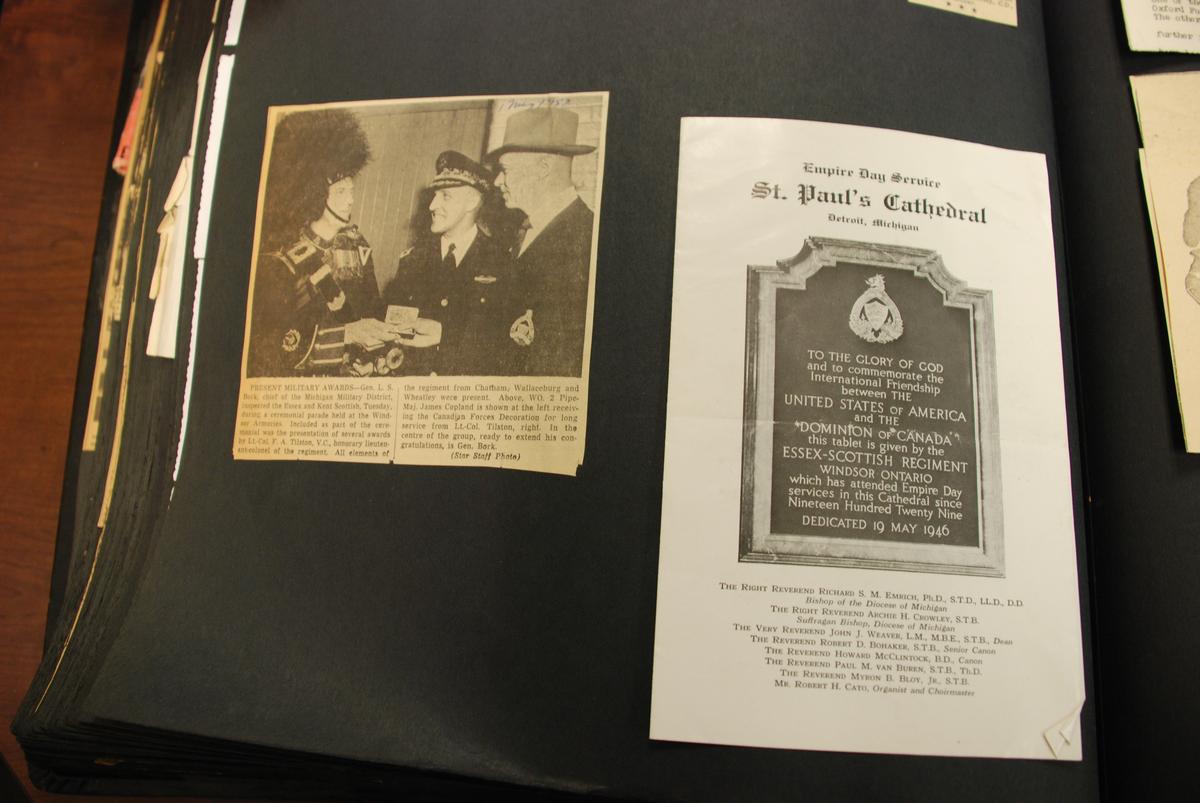 1 May 1952
PRESENT MILITARY AWARDS—Gen. L. S.
Bork, chief of the Michigan Military District,
inspected the Essex and Kent Scottish, Tuesday,
during a ceremonial parade held at the Wind-
sor Armories. Included as part of the cere-
monial was the presentation of several awards
by Lt-Col. F. A. Tilston, V.C., honorary lieuten-
ant-colonel of the regiment. All elements of
the regiment from Chatham, Wallaceburg and
Wheatley were present. Above, WO. 2 Pipe-
Maj. James Copland is shown at the left receiv-
ing the Canadian Forces Decoration for long
service from Lt-Col. Tilston, right. In the
centre of the group, ready to extend his con-
gratulations, is Gen. Bork.
(Star Staff Photo)
Empire Day Service
St. Paul's Cathedral
Detroit, Michigan
TO THE GLORY OF GOD
and to commemorate the
International Friendship
between THE
UNITED STATES OF AMERICA
and the
"DOMINION OF CANADA"
this tablet is given by the
ESSEX-SCOTTISH REGIMENT
WINDSOR ONTARIO
which has attended Empire Day
services in this Cathedral since
Nineteen Hundred Twenty Nine
DEDICATED 19 MAY 1946
THE RIGHT REVEREND RICHARD S. M. EMRICH, Ph.D., S.T.D., LL.D., D.D.
Bishop of the Diocese of Michigan
THE RIGHT REVEREND ARCHIE H. CROWLEY, S.T.B.
Suffragan Bishop, Diocese of Michigan
THE VERY REVEREND JOHN J. WEAVER, L.M., M.B.E., S.T.B., Dean
THE REVEREND ROBERT D. BOHAKER, S.T.B., Senior Canon
THE REVEREND HOWARD MCCLINTOCK, B.D., Canon
THE REVEREND PAUL M. VAN BUREN, S.T.B., Th.D.
THE REVEREND MYRON B. BLOY, JR., S.T.B.
MR. ROBERT H. CATO, Organist and Choirmaster
Oxford
The other
further